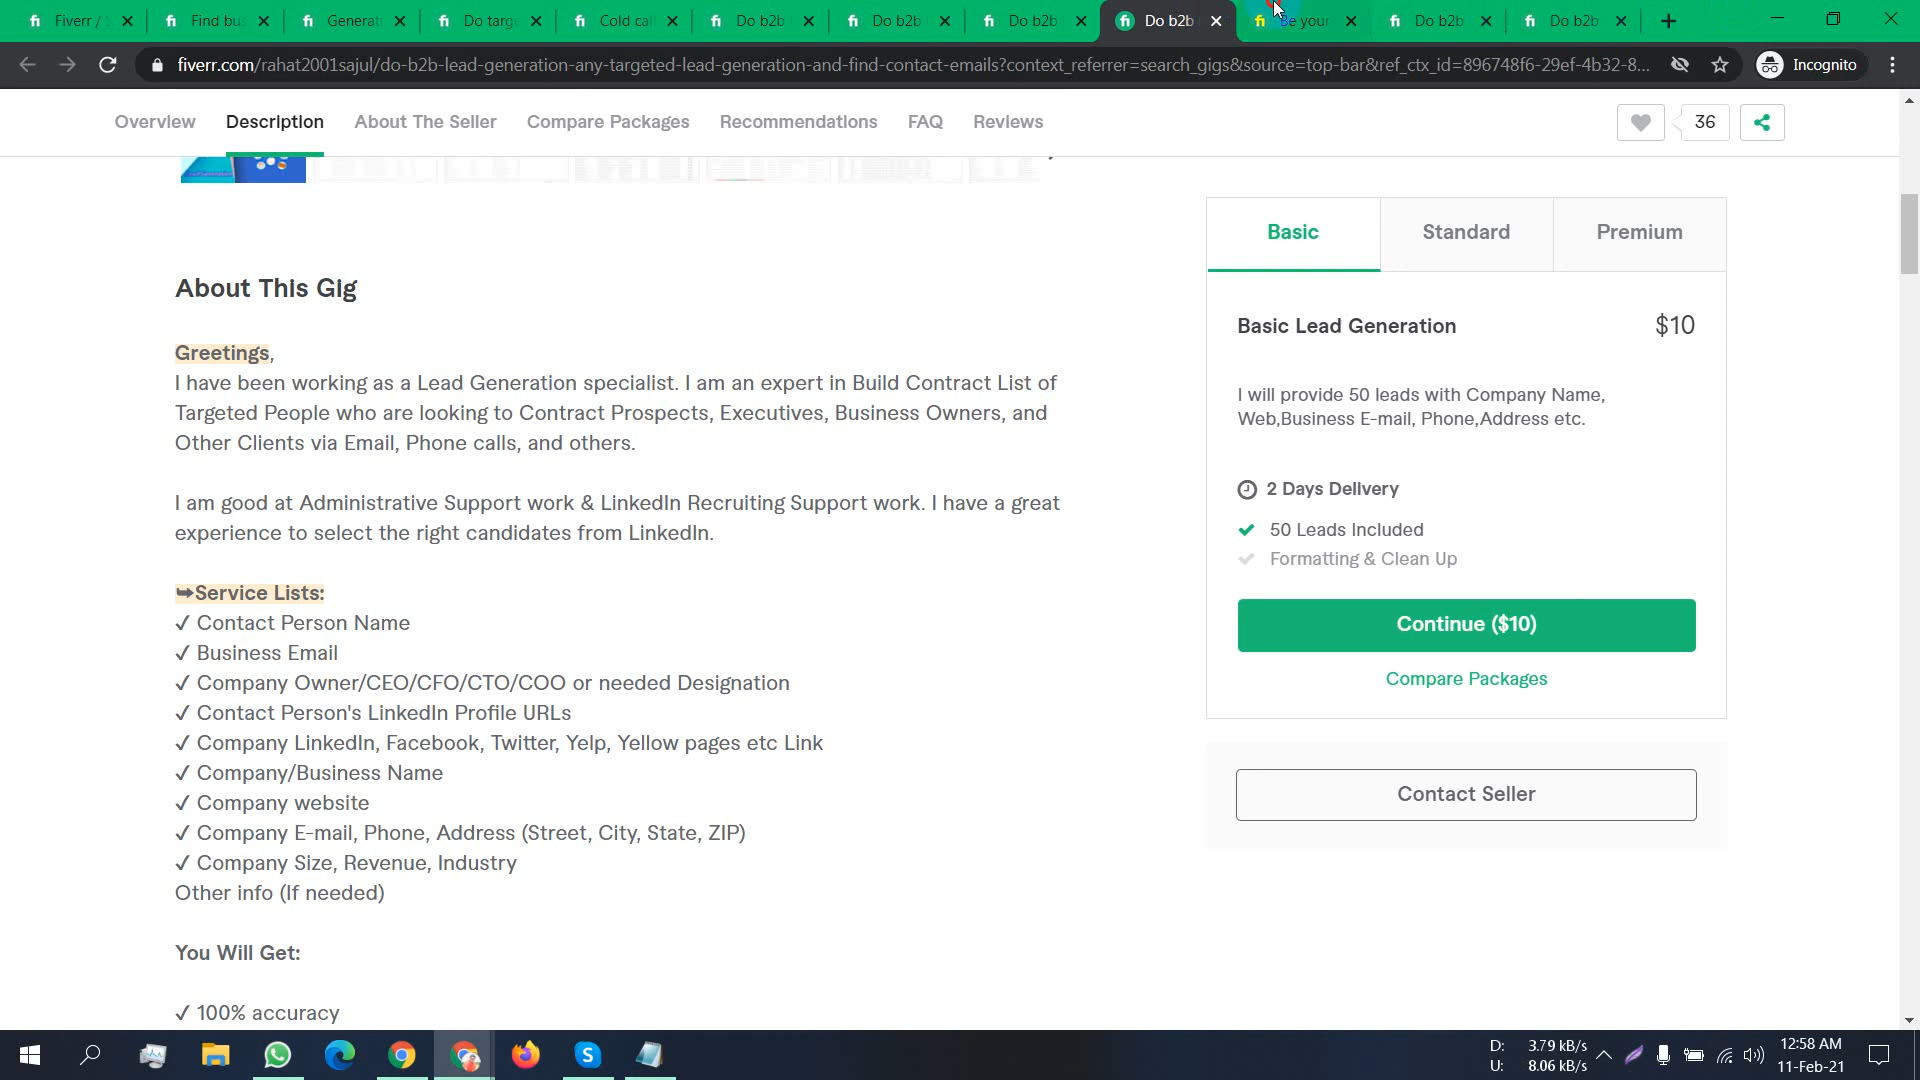 Fiverr /
Find bus
Generat
Do targe
Cold cal
Do b2b
Do b2b
Do b2b
Do b2b
Be your
Do b2b
Do b2b
fiverr.com/rahat2001sajul/do-b2b-lead-generation-any-targeted-lead-generation-and-find-contact-emails?context_referrer=search_gigs&source=top-bar&ref_ctx_id=896748f6-29ef-4b32-8...
Incognito
Overview Description About The Seller Compare Packages Recommendations FAQ Reviews
36
Basic Standard Premium
About This Gig
Basic Lead Generation $10
Greetings,
I have been working as a Lead Generation specialist. I am an expert in Build Contract List of
Targeted People who are looking to Contract Prospects, Executives, Business Owners, and
Other Clients via Email, Phone calls, and others.
I will provide 50 leads with Company Name,
Web,Business E-mail, Phone,Address etc.
I am good at Administrative Support work & LinkedIn Recruiting Support work. I have a great
experience to select the right candidates from LinkedIn.
2 Days Delivery
✓ 50 Leads Included
✓ Formatting & Clean Up
Continue ($10)
Compare Packages
Contact Seller
➥Service Lists:
✓ Contact Person Name
✓ Business Email
✓ Company Owner/CEO/CFO/CTO/COO or needed Designation
✓ Contact Person's LinkedIn Profile URLs
✓ Company LinkedIn, Facebook, Twitter, Yelp, Yellow pages etc Link
✓ Company/Business Name
✓ Company website
✓ Company E-mail, Phone, Address (Street, City, State, ZIP)
✓ Company Size, Revenue, Industry
Other info (If needed)
You Will Get:
✓ 100% accuracy
D: 3.79 kB/s
U: 8.06 kB/s
12:58 AM
11-Feb-21